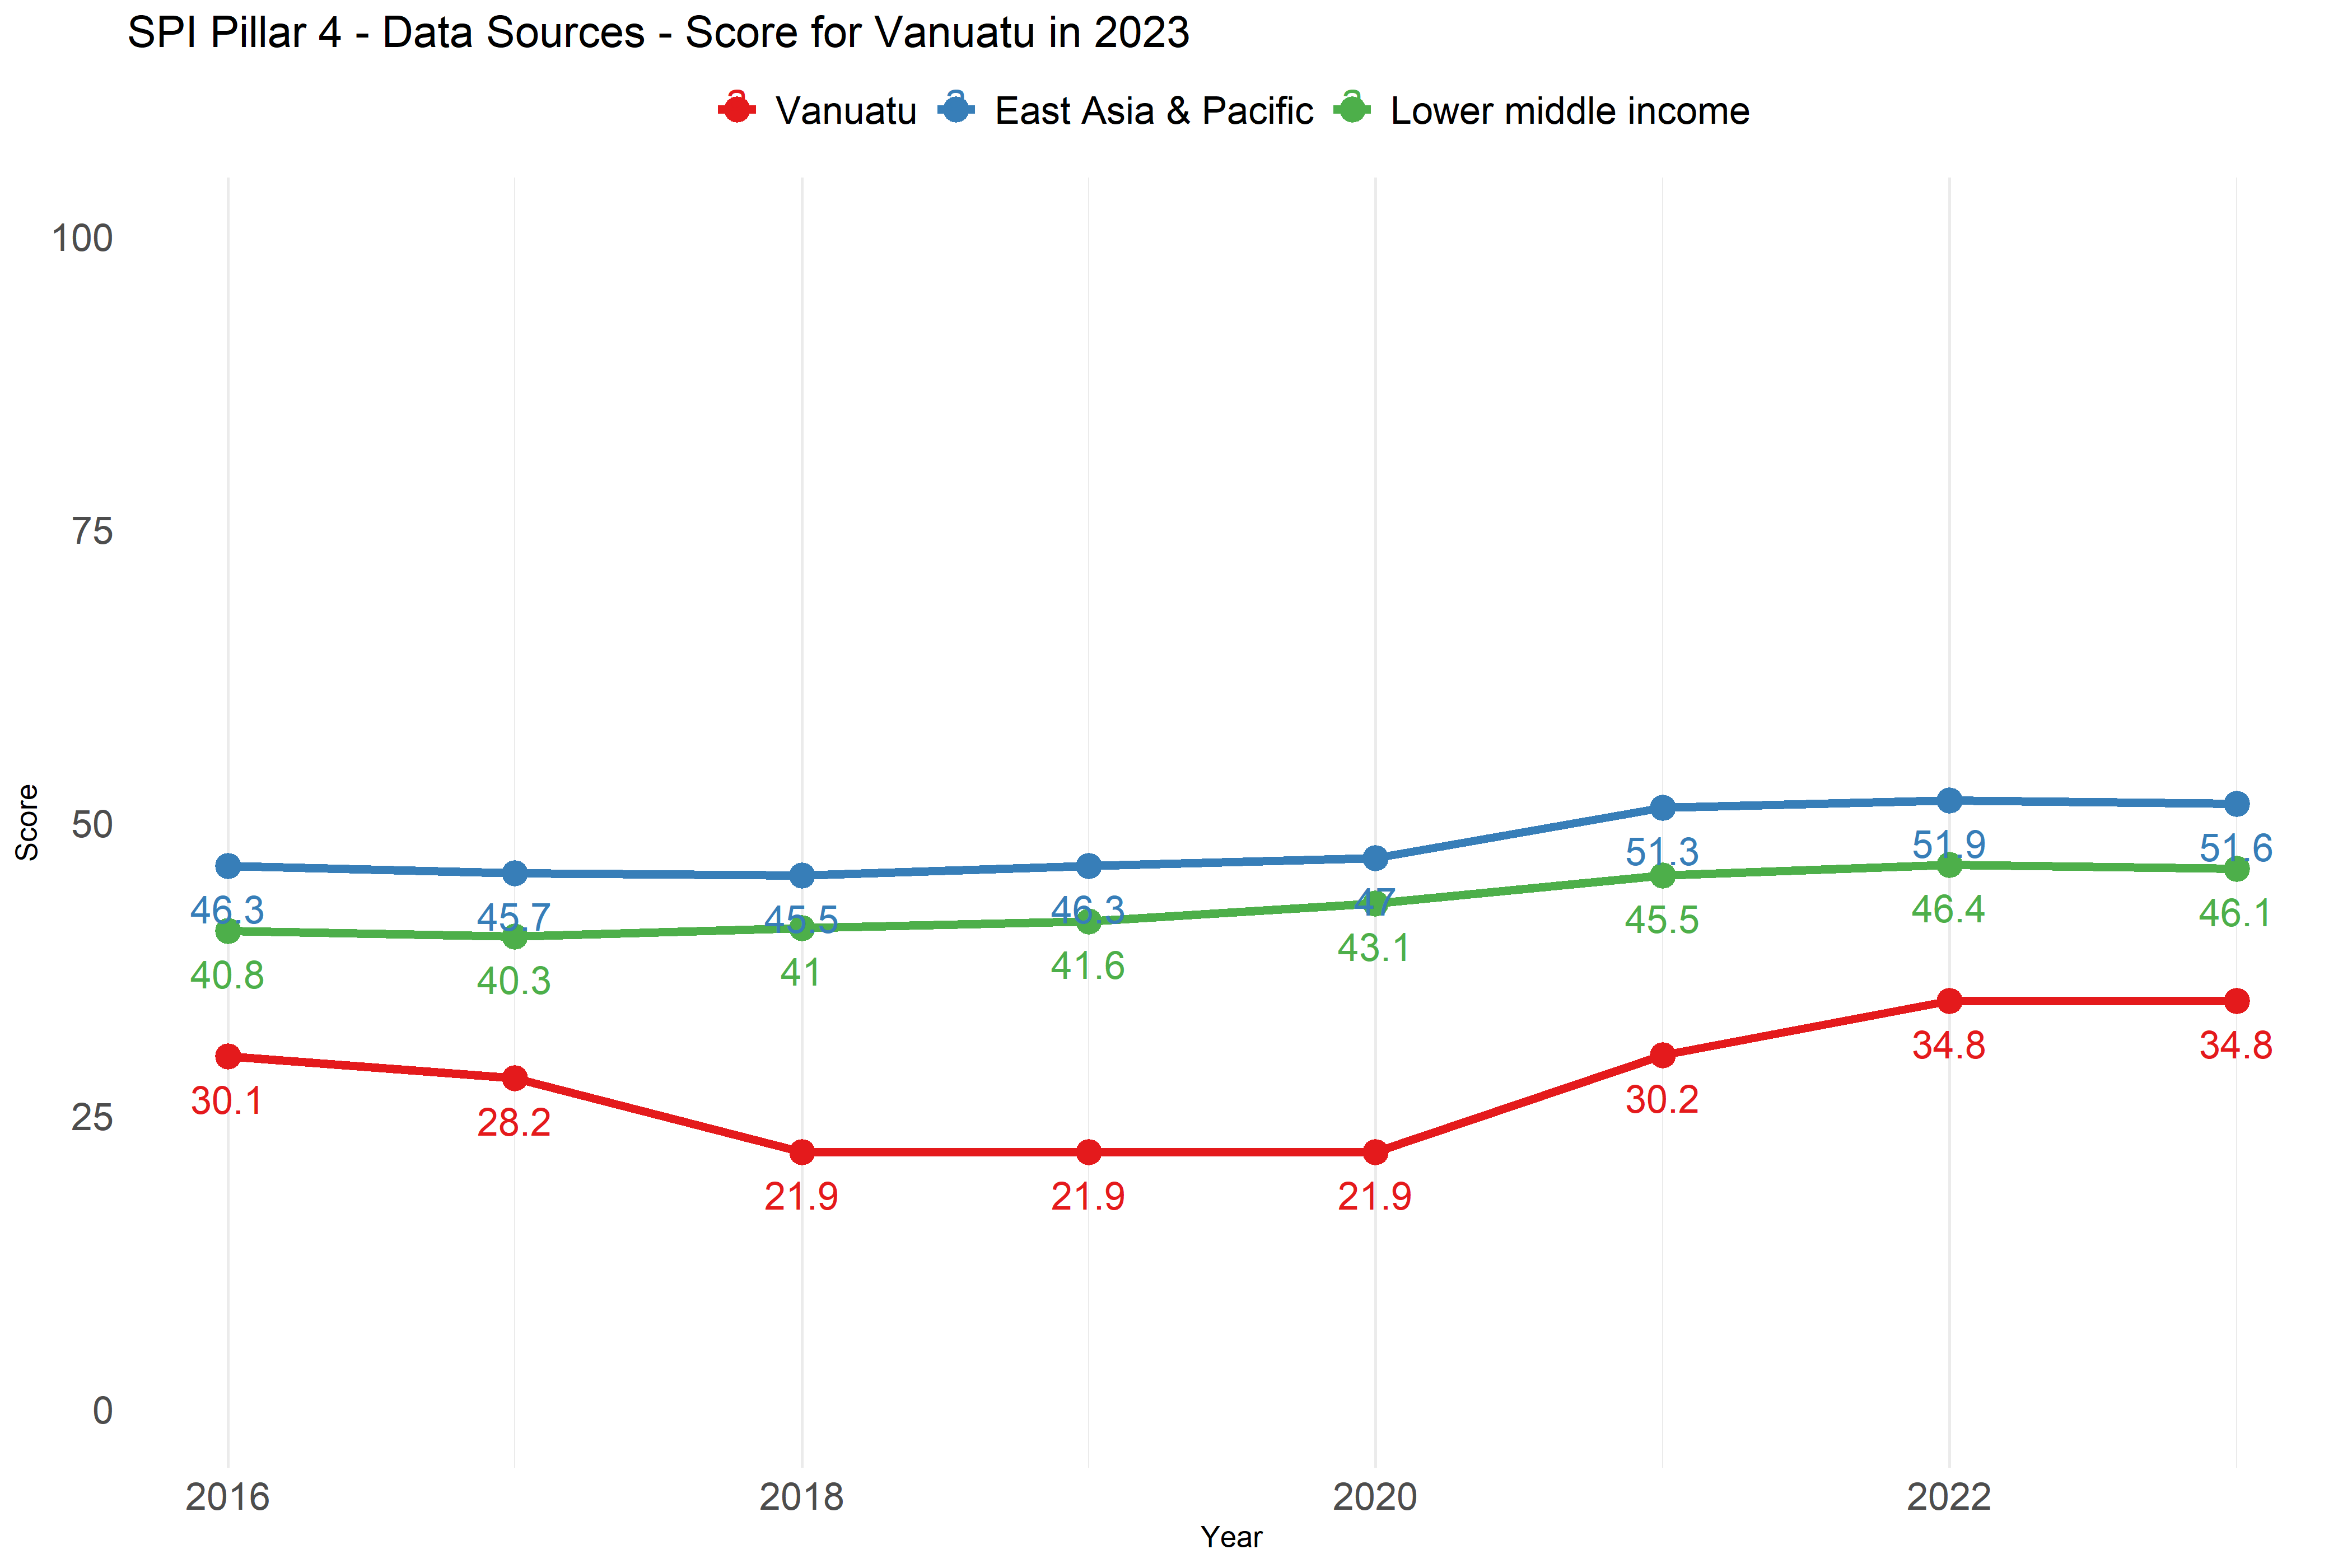 SPI Pillar 4 - Data Sources - Score for Vanuatu in 2023
Vanuatu East Asia & Pacific Lower middle income
100
75
50
25
0
Score
46.3 45.7 45.5 46.3 47 51.3 51.9 51.6
40.8 40.3 41 41.6 43.1 45.5 46.4 46.1
30.1 28.2 21.9 21.9 21.9 30.2 34.8 34.8
2016 2018 2020 2022
Year